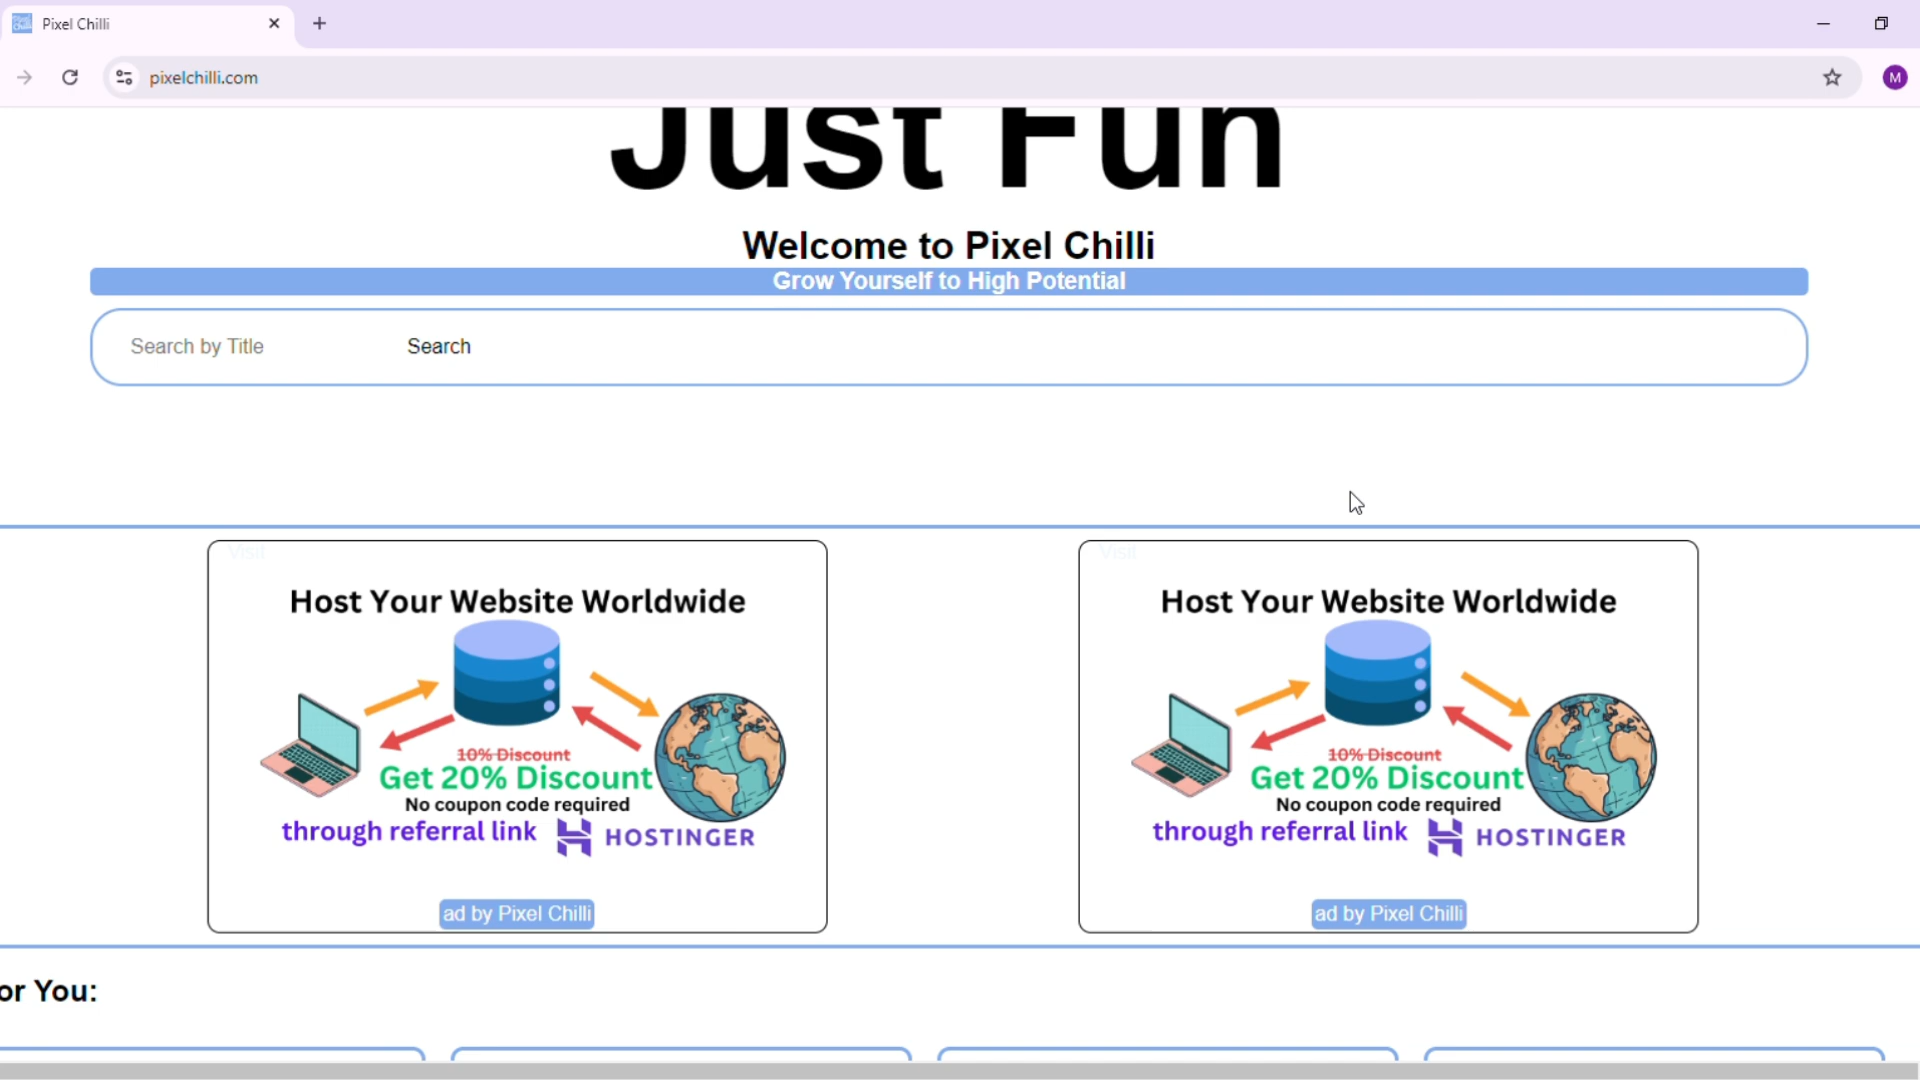 Pixel Chilli
pixelchilli.com
M
Just Fun
Welcome to Pixel Chilli
Grow Yourself to High Potential
Search by Title
Search
Visit
Visit
Host Your Website Worldwide
10% Discount
Get 20% Discount
No coupon code required
through referral link
HOSTINGER
ad by Pixel Chilli
Host Your Website Worldwide
10% Discount
Get 20% Discount
No coupon code required
through referral link
HOSTINGER
ad by Pixel Chilli
or You: